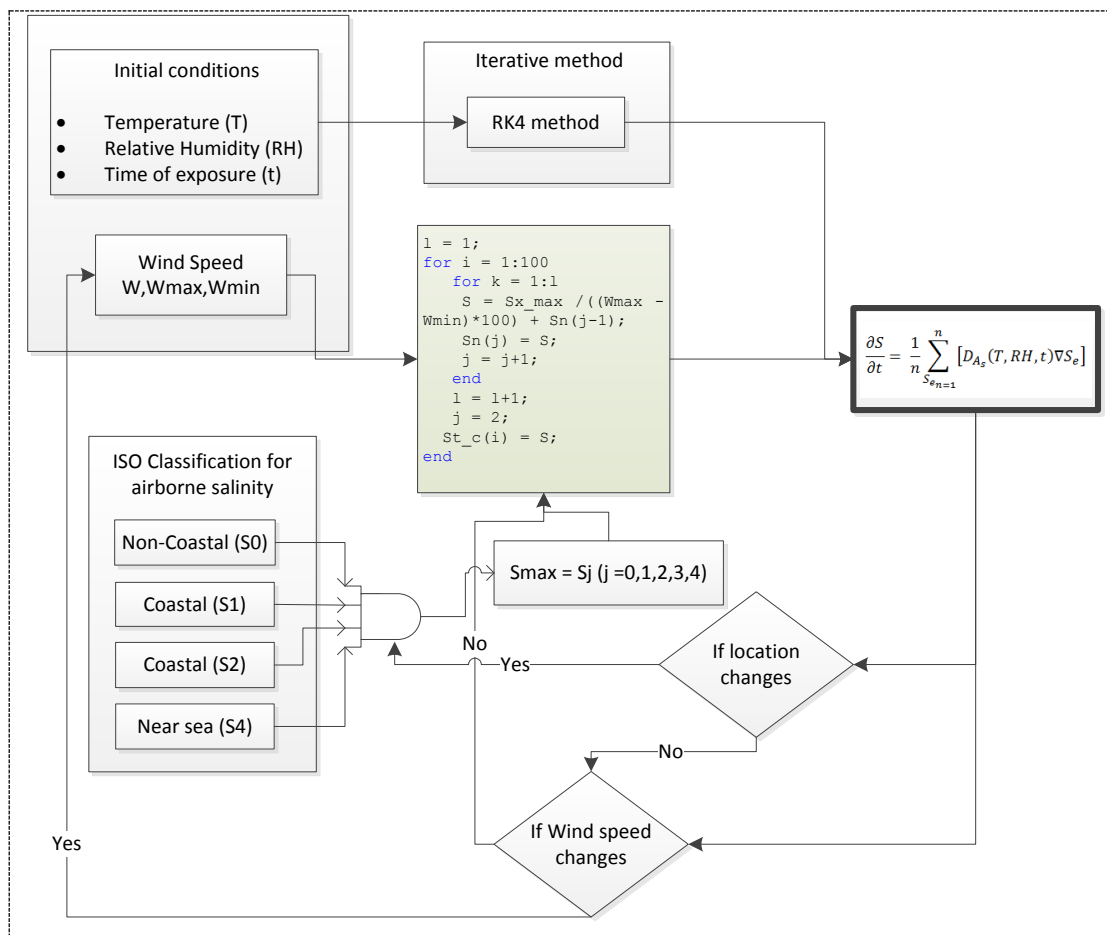 Initial conditions
• Temperature (T)
• Relative Humidity (RH)
• Time of exposure (t)
Wind Speed
W,Wmax,Wmin
Iterative method
RK4 method
l = 1;
for i = 1:100
for k = 1:l
S = Sx_max /((Wmax -
Wmin)*100) + Sn(j-1);
Sn(j) = S;
j = j+1;
end
l = l+1;
j = 2;
St_c(i) = S;
end
∂S/∂t = 1/n ∑_{S_{e_{n=1}}}^{n} [D_{A_s}(T, RH, t)∇S_e]
ISO Classification for
airborne salinity
Non-Coastal (S0)
Coastal (S1)
Coastal (S2)
Near sea (S4)
Smax = Sj (j =0,1,2,3,4)
If location
changes
Yes
No
No
If Wind speed
changes
Yes